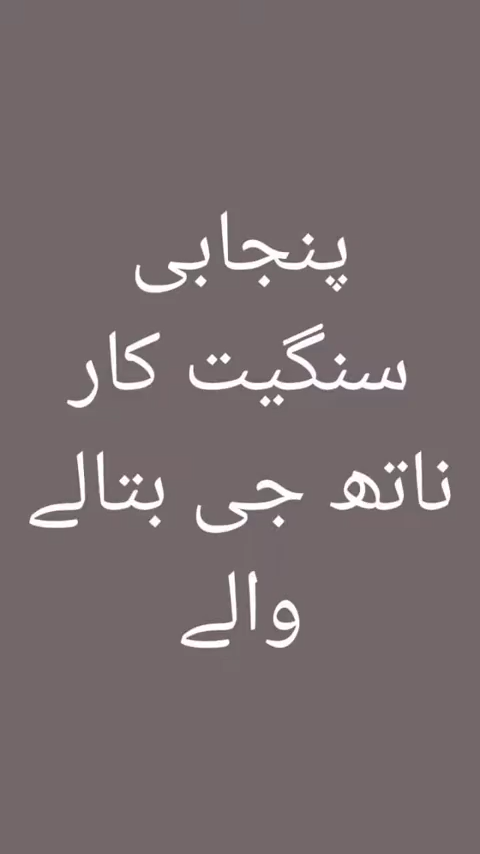 پنجابی
سنگیت کار
ناتھ جی بتالے
والے